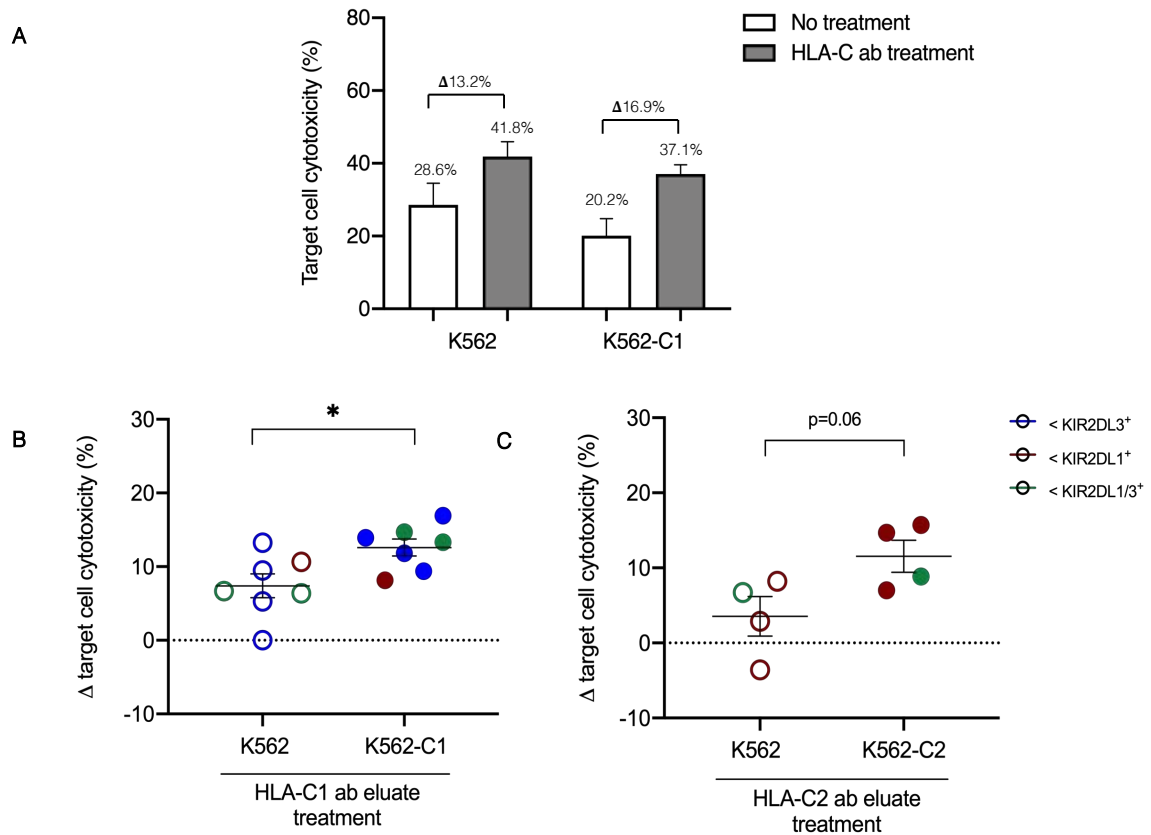 A
Target cell cytotoxicity (%)
80
60
40
20
0
Δ13.2%
28.6%
41.8%
Δ16.9%
20.2%
37.1%
K562
K562-C1
No treatment
HLA-C ab treatment
B
Δ target cell cytotoxicity (%)
30
20
10
0
-10
*
K562
K562-C1
HLA-C1 ab eluate
treatment
C
Δ target cell cytotoxicity (%)
30
20
10
0
-10
p=0.06
K562
K562-C2
HLA-C2 ab eluate
treatment
< KIR2DL3⁺
< KIR2DL1⁺
< KIR2DL1/3⁺